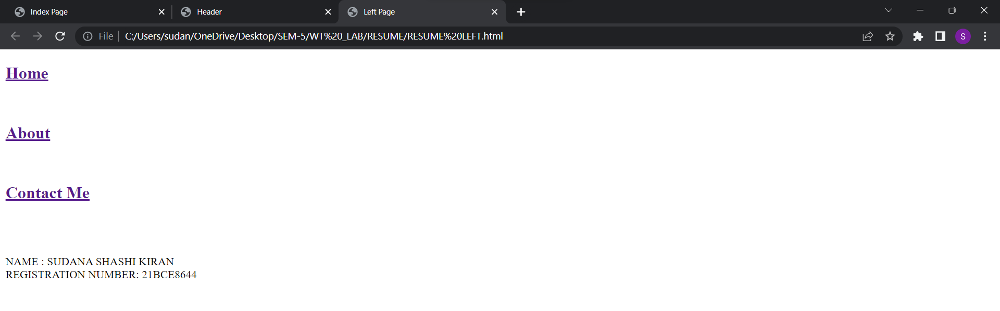 Index Page
Header
Left Page
File
C:/Users/sudan/OneDrive/Desktop/SEM-5/WT%20_LAB/RESUME/RESUME%20LEFT.html
S
Home
About
Contact Me
NAME : SUDANA SHASHI KIRAN
REGISTRATION NUMBER: 21BCE8644